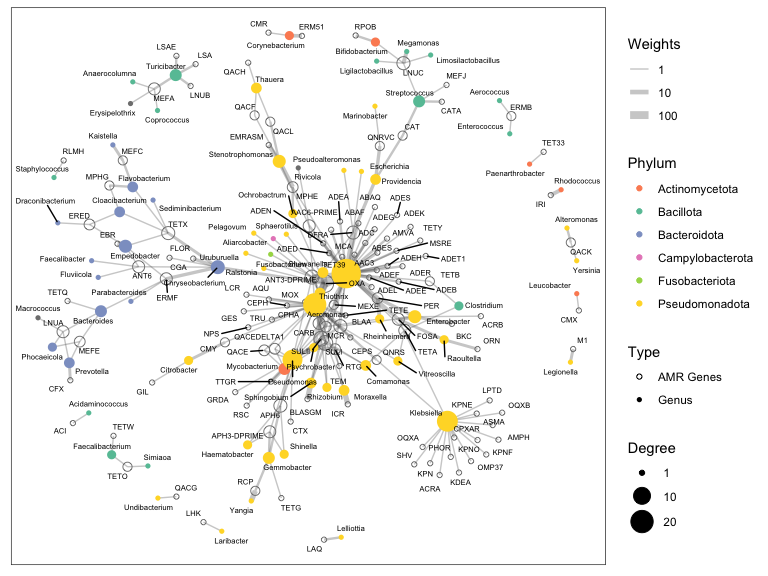 CMR
ERM51
Corynebacterium
RPOB
Bifidobacterium
Megamonas
Limosilactobacillus
Ligilactobacillus
LNUC
LSAE
LSA
Turicibacter
Anaerocolumna
MEFA
LNUB
Erysipelothrix
Coprococcus
QACH
Thauera
QACF
QACL
EMRASM
Stenotrophomonas
MEFJ
Streptococcus
CATA
Marinobacter
CAT
QNRVC
Aerococcus
ERMB
Enterococcus
TET33
Paenarthrobacter
Rhodococcus
IRI
Alteromonas
QACK
Yersinia
Leucobacter
CMX
M1
Legionella
Kaistella
MEFC
RLMH
Staphylococcus
MPHG
Flavobacterium
Cloacibacterium
Draconibacterium
Sediminibacterium
ERED
TETX
EBR
Empedobacter
FLOR
Uruburuella
Faecalibacter
CGA
Ralstonia
Fluviicola
ANT6
Chryseobacterium
ERMF
Parabacteroides
TETQ
Macrococcus
Bacteroides
LNUA
MEFE
Phocaeicola
Prevotella
CFX
Pseudoalteromonas
Rivicola
Escherichia
Providencia
Ochrobactrum
MPHE
ADEA
ABAQ
ADES
ADEN
AAC6-PRIME
ABAF
ADEG
ADEK
Pelagovum
Sphaerotilus
DFRA
AMVA
TETY
Aliarcobacter
ADED
MCA
ABES
MSRE
Fusobacterium
TET39
AAC3
ADEH
ADET1
ANT3-DPRIME
OXA
ADEF
ADER
TETB
LCR
AQU
MOX
Thiothrix
ADEL
ADEE
ADEB
CEPH
MEXE
PER
Clostridium
GES
TRU
CPHA
Aeromonas
TETE
BLAA
Enterobacter
ACRB
NPS
QACEDELTA1
CARB
MCR
Rheinheimera
FOSA
BKC
ORN
CMY
QACE
SUL1
CEPS
QNRS
TETA
Raoultella
Citrobacter
Mycobacterium
Psychrobacter
RTG
Vitreoscilla
GIL
TTGR
Pseudomonas
TEM
Comamonas
GRDA
Sphingobium
Rhizobium
Moraxella
RSC
APH6
BLASGM
ICR
APH3-DPRIME
CTX
Haematobacter
Shinella
Gemmobacter
RCP
Yangia
TETG
Klebsiella
KPNE
LPTD
OQXB
ASMA
CPXAR
AMPH
OQXA
PHOR
KPNO
KPNF
SHV
OMP37
KPN
KDEA
ACRA
Acidaminococcus
ACI
TETW
Faecalibacterium
Simiaoa
TETO
QACG
Undibacterium
LHK
Laribacter
Lelliottia
LAQ
Weights
1
10
100
Phylum
Actinomycetota
Bacillota
Bacteroidota
Campylobacterota
Fusobacteriota
Pseudomonadota
Type
AMR Genes
Genus
Degree
1
10
20